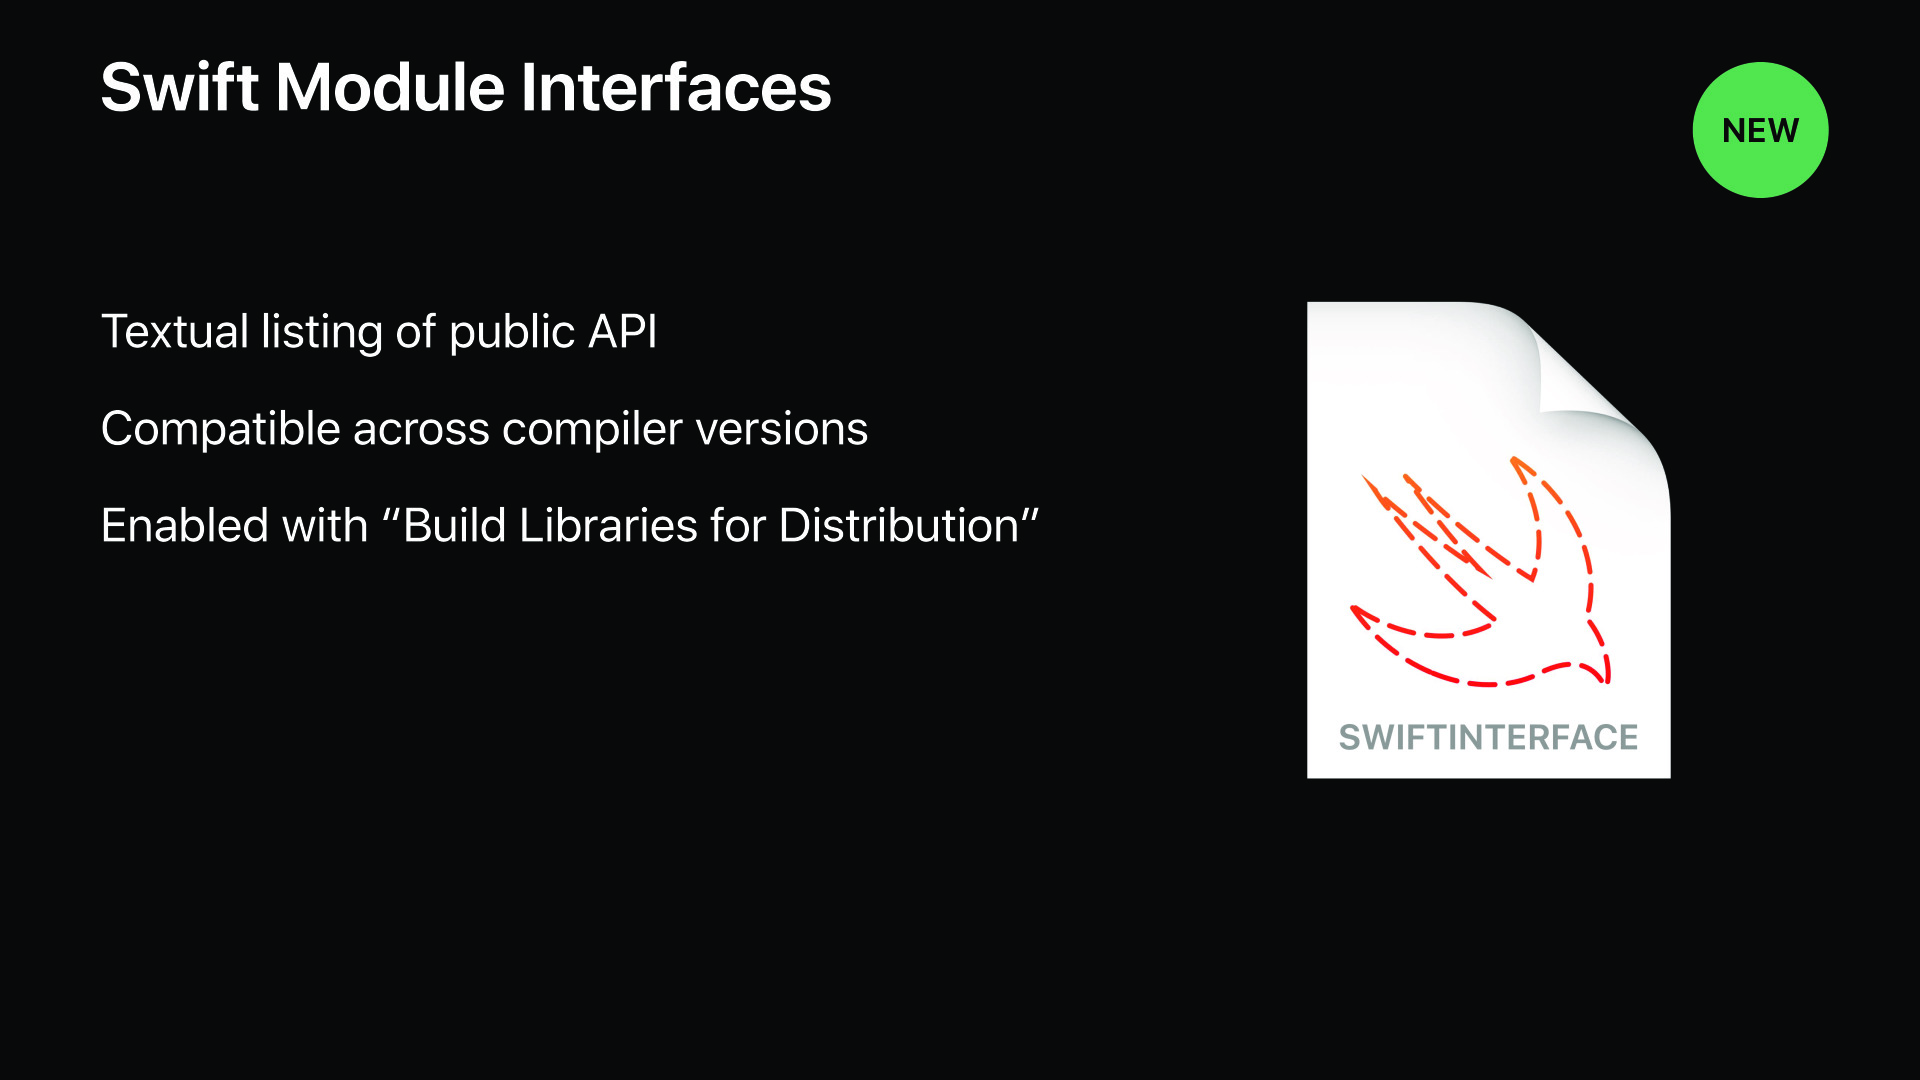 Swift Module Interfaces
NEW
Textual listing of public API
Compatible across compiler versions
Enabled with “Build Libraries for Distribution”
SWIFTINTERFACE